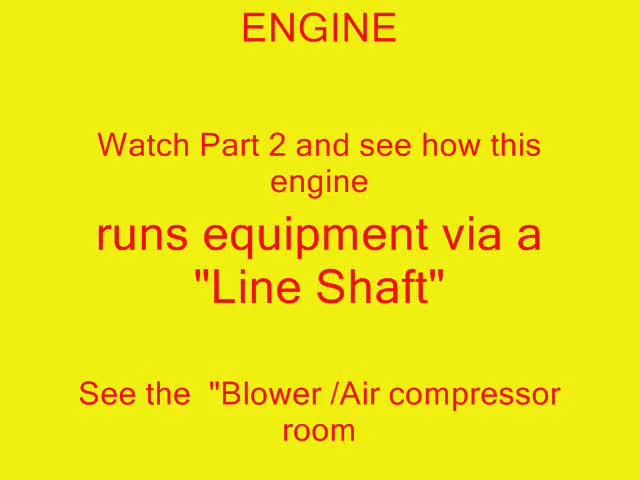 ENGINE
Watch Part 2 and see how this
engine
runs equipment via a
"Line Shaft"
See the  "Blower /Air compressor
room